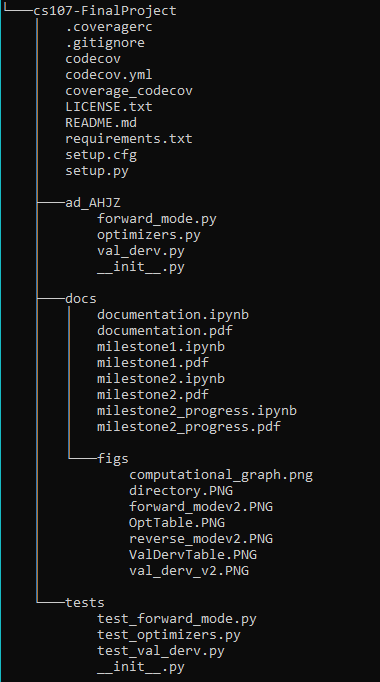 cs107-FinalProject
.coveragerc
.gitignore
codecov
codecov.yml
coverage_codecov
LICENSE.txt
README.md
requirements.txt
setup.cfg
setup.py
ad_AHJZ
forward_mode.py
optimizers.py
val_derv.py
__init__.py
docs
documentation.ipynb
documentation.pdf
milestone1.ipynb
milestone1.pdf
milestone2.ipynb
milestone2.pdf
milestone2_progress.ipynb
milestone2_progress.pdf
figs
computational_graph.png
directory.PNG
forward_modev2.PNG
OptTable.PNG
reverse_modev2.PNG
ValDervTable.PNG
val_derv_v2.PNG
tests
test_forward_mode.py
test_optimizers.py
test_val_derv.py
__init__.py